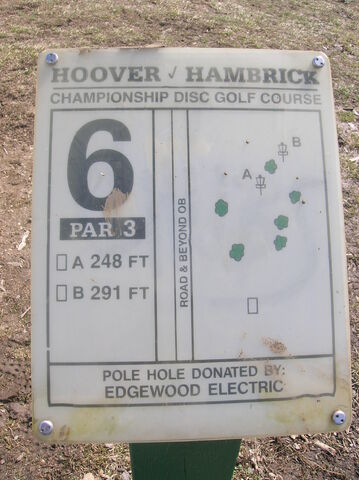 HOOVER HAMBRICK
CHAMPIONSHIP DISC GOLF COURSE
6
PAR 3
A 248 FT
B 291 FT
ROAD & BEYOND OB
A
B
POLE HOLE DONATED BY:
EDGEWOOD ELECTRIC